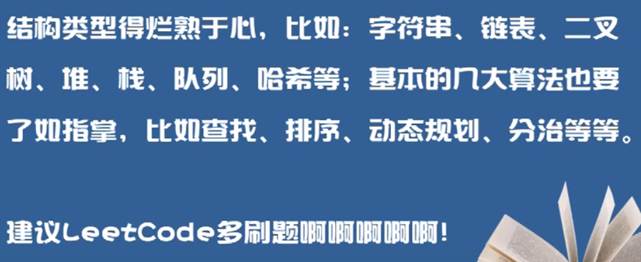 结构类型得烂熟于心，比如：字符串、链表、二叉
树、堆、栈、队列、哈希等；基本的几大算法也要
了如指掌，比如查找、排序、动态规划、分治等等。
建议LeetCode多刷题啊啊啊啊啊！